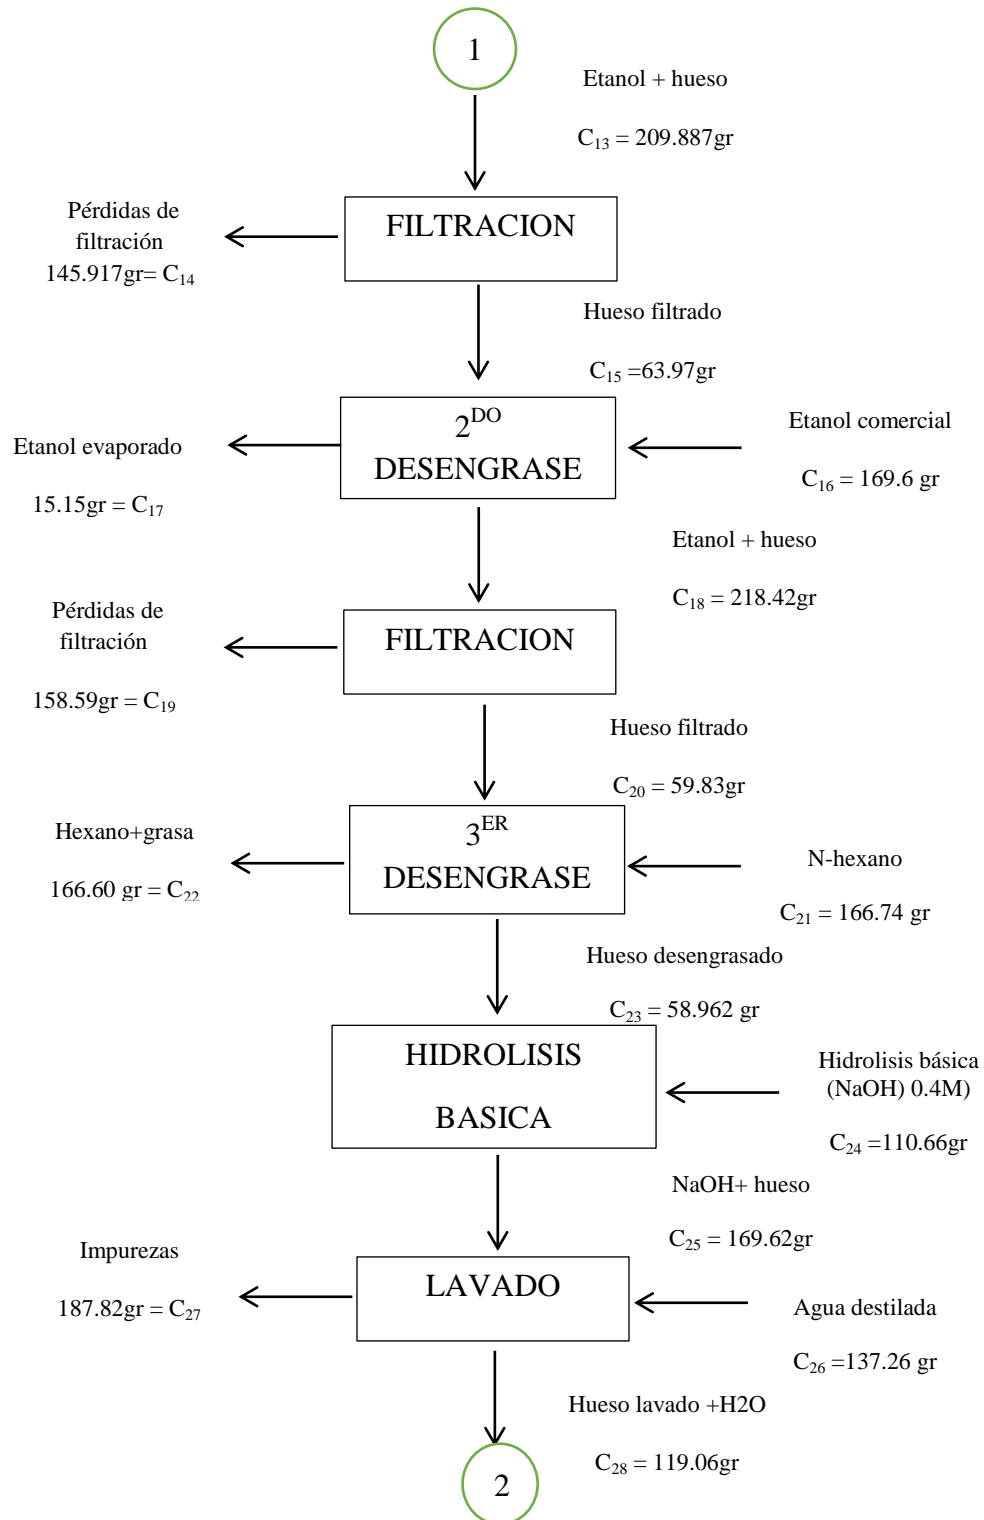 1
Etanol + hueso
C₁₃ = 209.887gr
FILTRACION
Pérdidas de
filtración
145.917gr= C₁₄
Hueso filtrado
C₁₅ =63.97gr
2ᴰᴼ
DESENGRASE
Etanol comercial
C₁₆ = 169.6 gr
Etanol evaporado
15.15gr = C₁₇
Etanol + hueso
C₁₈ = 218.42gr
FILTRACION
Pérdidas de
filtración
158.59gr = C₁₉
Hueso filtrado
C₂₀ = 59.83gr
3ᴱᴿ
DESENGRASE
N-hexano
C₂₁ = 166.74 gr
Hexano+grasa
166.60 gr = C₂₂
Hueso desengrasado
C₂₃ = 58.962 gr
HIDROLISIS
BASICA
Hidrolisis básica
(NaOH) 0.4M)
C₂₄ =110.66gr
NaOH+ hueso
C₂₅ = 169.62gr
LAVADO
Impurezas
187.82gr = C₂₇
Agua destilada
C₂₆ =137.26 gr
Hueso lavado +H2O
C₂₈ = 119.06gr
2